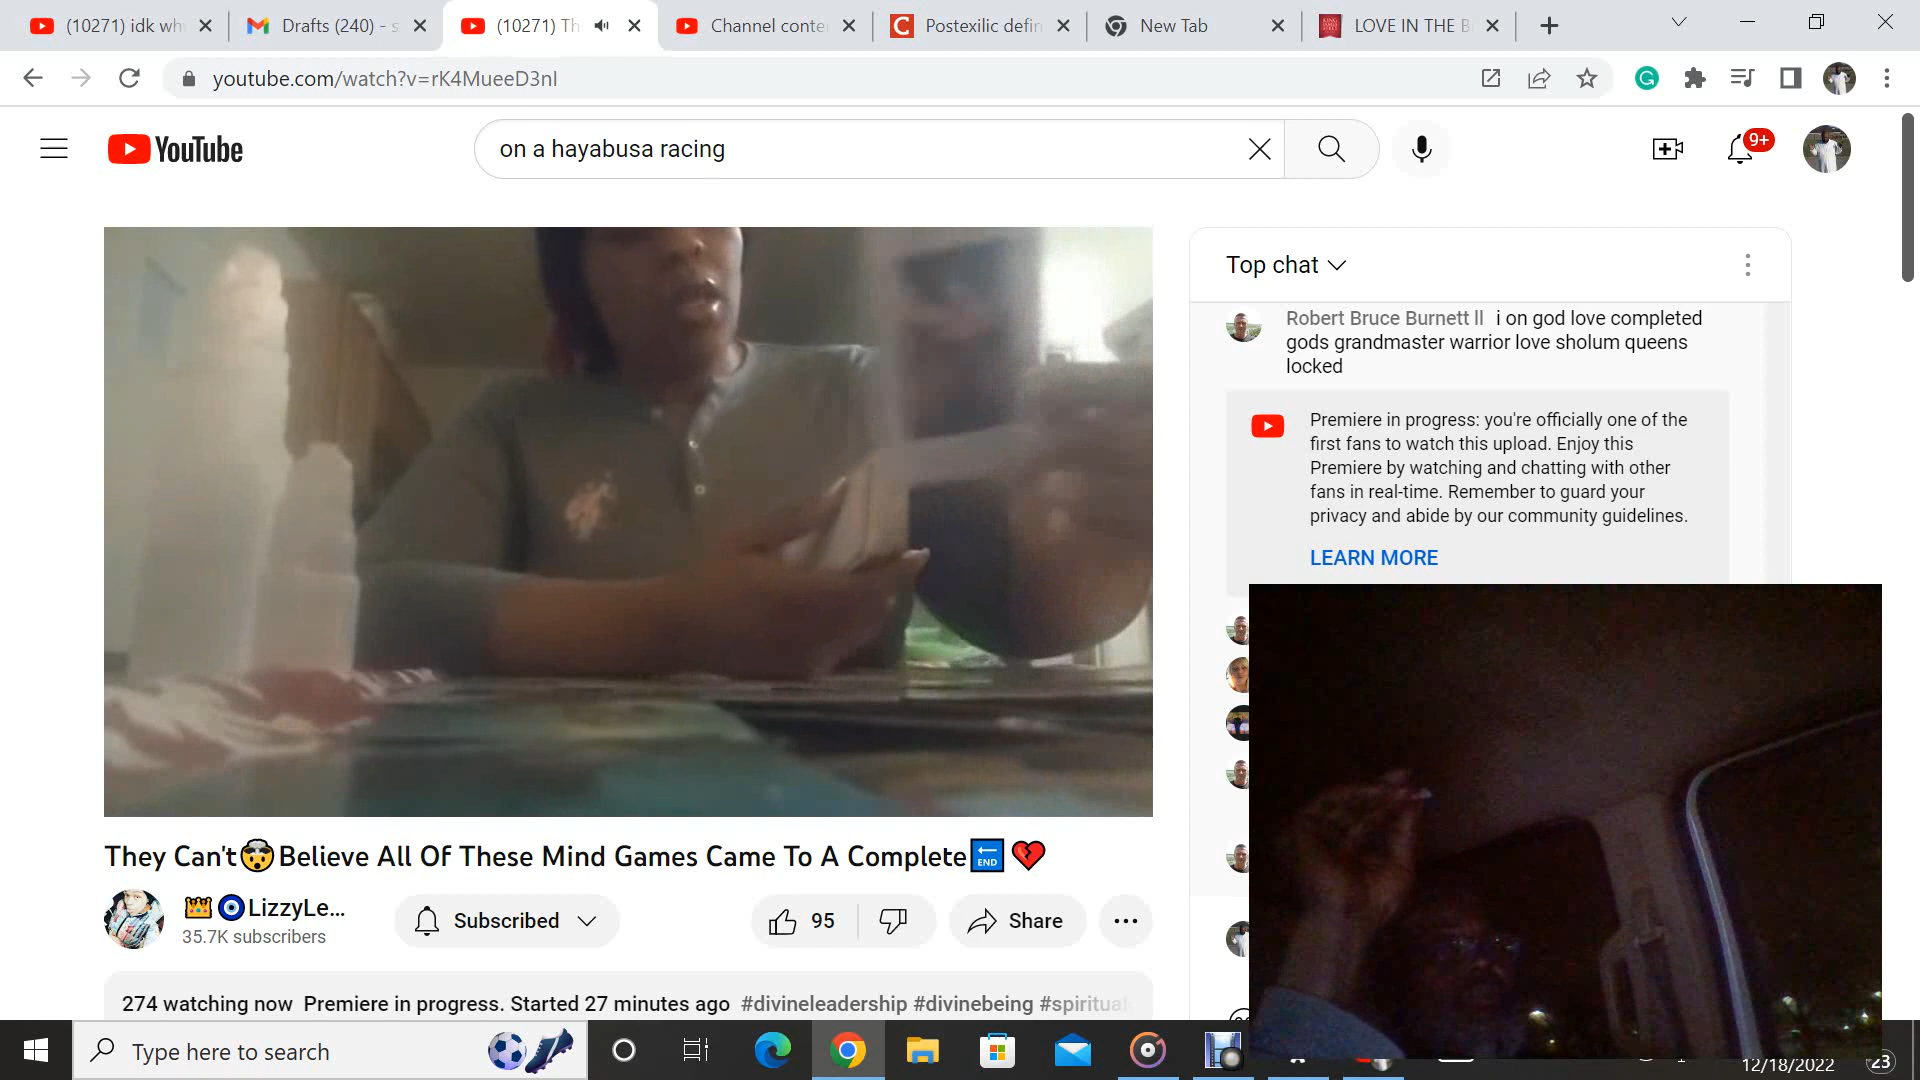 (10271) idk wh
Drafts (240) - s
(10271) Th
Channel conte
Postexilic defin
New Tab
LOVE IN THE B
youtube.com/watch?v=rK4MueeD3nI
YouTube
on a hayabusa racing
9+
Top chat
Robert Bruce Burnett ll i on god love completed
gods grandmaster warrior love sholum queens
locked
Premiere in progress: you're officially one of the
first fans to watch this upload. Enjoy this
Premiere by watching and chatting with other
fans in real-time. Remember to guard your
privacy and abide by our community guidelines.
LEARN MORE
They Can't🤯Believe All Of These Mind Games Came To A Complete🔚💔
👑🧿LizzyLe...
35.7K subscribers
Subscribed
95
Share
274 watching now Premiere in progress. Started 27 minutes ago #divineleadership #divinebeing #spiritual
Type here to search
12/18/2022
23